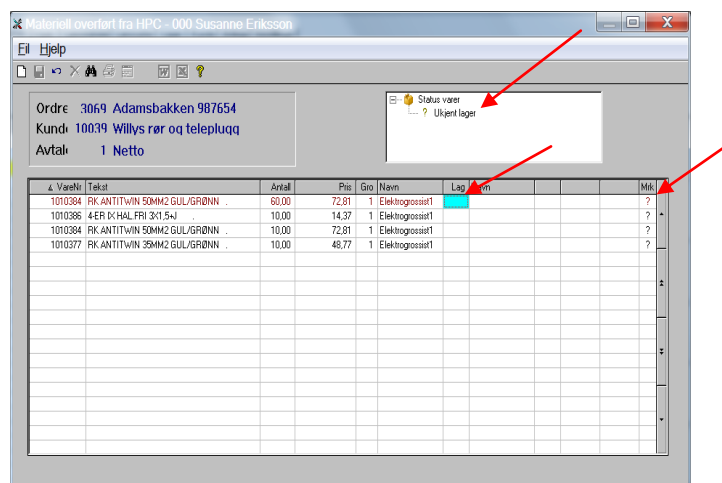 Materiell overført fra HPC - 000 Susanne Eriksson
Fil Hjelp
Ordre 3069 Adamsbakken 987654
Kunde 10039 Willys rør og pleplugg
Avtale 1 Netto
Status varer
? Ukjent lager
VareNr Tekst Antall Pris Gro Navn Lag Navn Mrk
1010384 RK ANTITWIN 50MM2 GUL/GRØNN . 60,00 72,81 1 Elektrogrossist1 ?
1010386 4-ER IX HAL.FRI 3X1,5+J . 10,00 14,37 1 Elektrogrossist1 ?
1010384 RK ANTITWIN 50MM2 GUL/GRØNN . 10,00 72,81 1 Elektrogrossist1 ?
1010377 RK ANTITWIN 35MM2 GUL/GRØNN . 10,00 48,77 1 Elektrogrossist1 ?